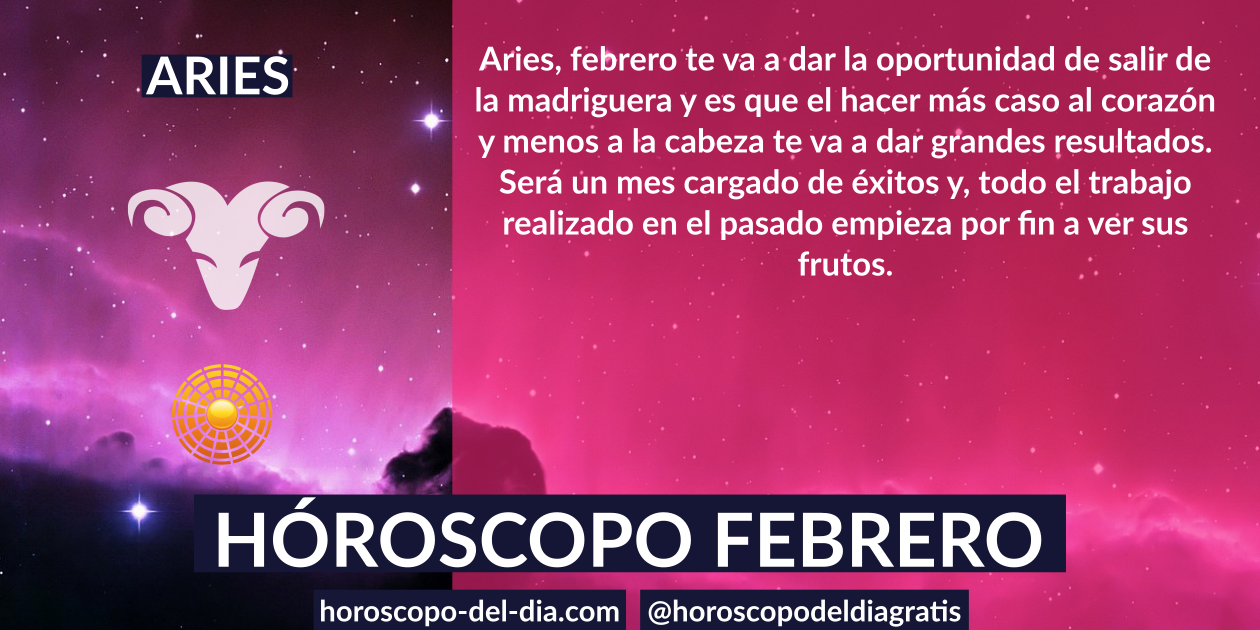 ARIES
Aries, febrero te va a dar la oportunidad de salir de
la madriguera y es que el hacer más caso al corazón
y menos a la cabeza te va a dar grandes resultados.
Será un mes cargado de éxitos y, todo el trabajo
realizado en el pasado empieza por fin a ver sus
frutos.
HÓROSCOPO FEBRERO
horoscopo-del-dia.com
@horoscopodeldiagratis